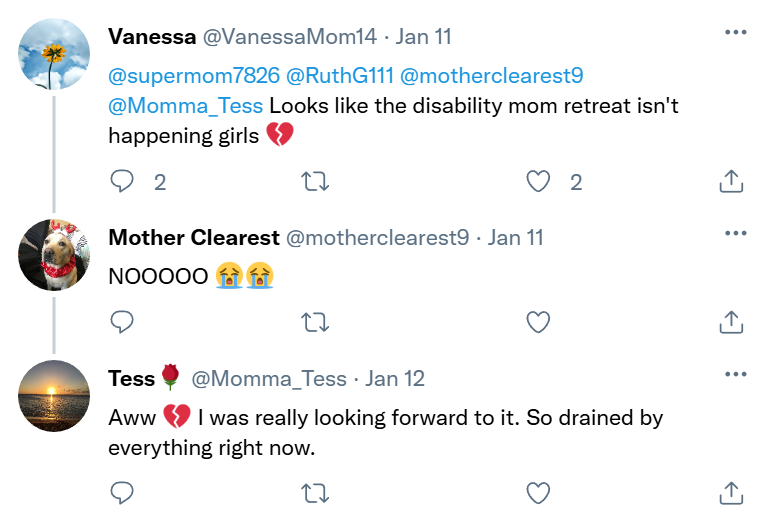 Vanessa @VanessaMom14 · Jan 11
@supermom7826 @RuthG111 @motherclearest9
@Momma_Tess Looks like the disability mom retreat isn't
happening girls 💔
2 2
Mother Clearest @motherclearest9 · Jan 11
NOOOOO 😭😭
Tess🌹 @Momma_Tess · Jan 12
Aww 💔 I was really looking forward to it. So drained by
everything right now.